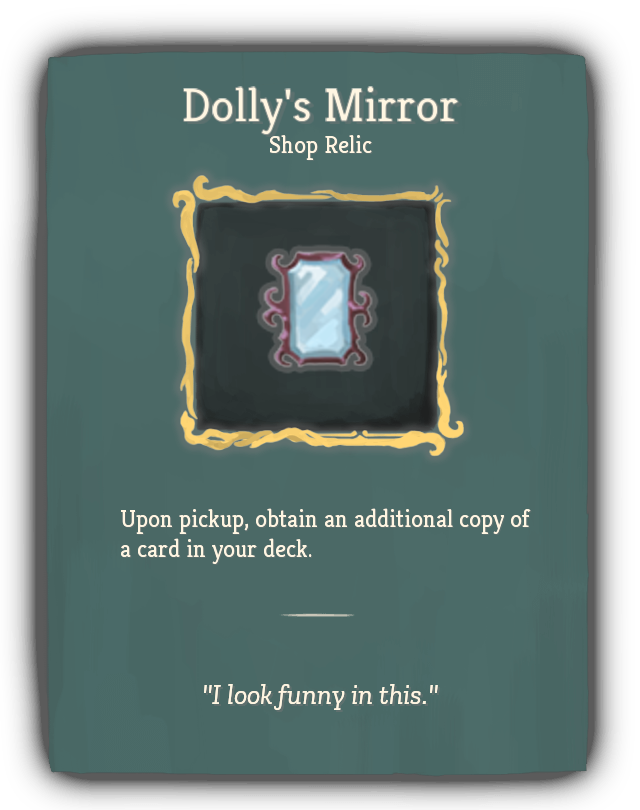 Dolly's Mirror
Shop Relic
Upon pickup, obtain an additional copy of
a card in your deck.
"I look funny in this."